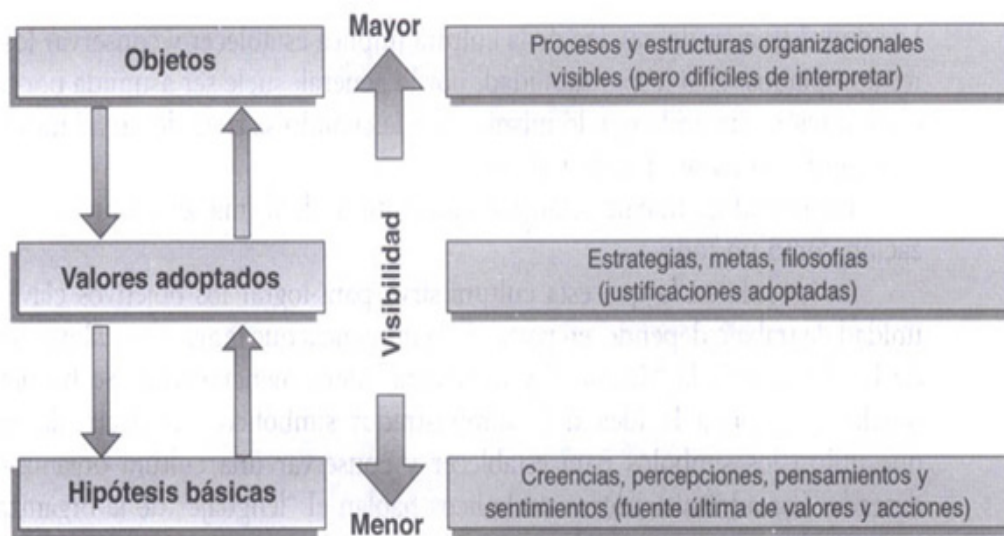 Mayor
Objetos
Procesos y estructuras organizacionales
visibles (pero difíciles de interpretar)
Visibilidad
Valores adoptados
Estrategias, metas, filosofías
(justificaciones adoptadas)
Hipótesis básicas
Creencias, percepciones, pensamientos y
sentimientos (fuente última de valores y acciones)
Menor